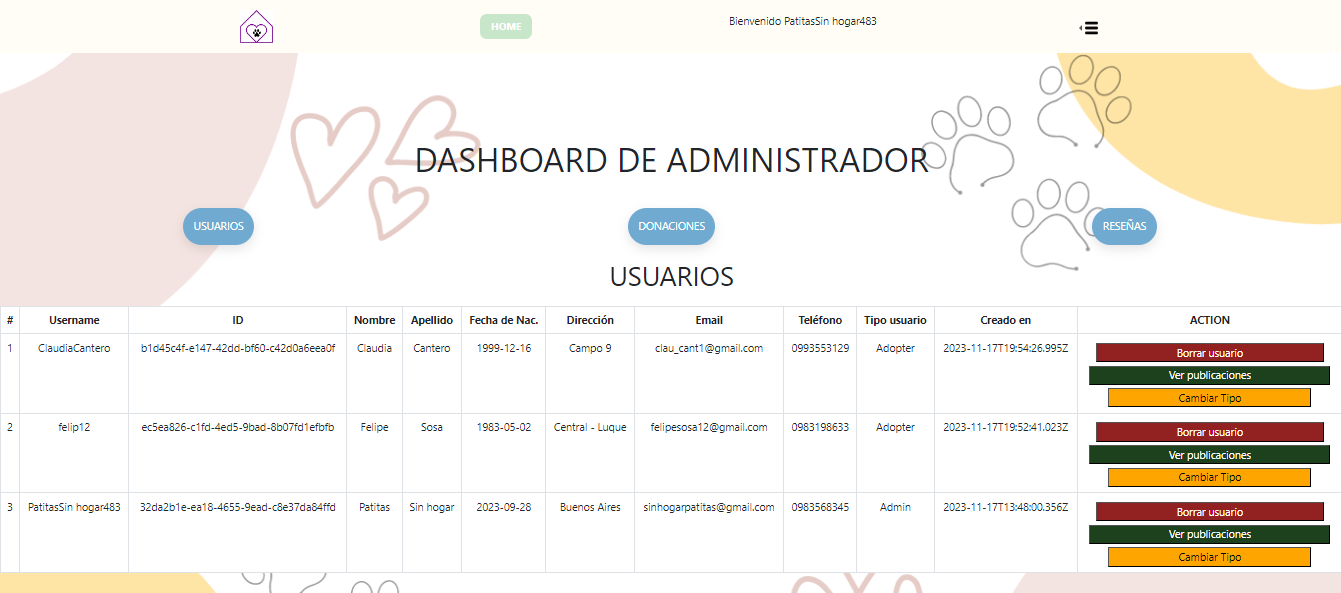 HOME
Bienvenido PatitasSin hogar483
DASHBOARD DE ADMINISTRADOR
USUARIOS DONACIONES RESEÑAS
USUARIOS
# Username ID Nombre Apellido Fecha de Nac. Dirección Email Teléfono Tipo usuario Creado en ACTION
1 ClaudiaCantero b1d45c4f-e147-42dd-bf60-c42d0a6eea0f Claudia Cantero 1999-12-16 Campo 9 clau_cant1@gmail.com 0993553129 Adopter 2023-11-17T19:54:26.995Z Borrar usuario
Ver publicaciones
Cambiar Tipo
2 felip12 ec5ea826-c1fd-4ed5-9bad-8b07fd1efbfb Felipe Sosa 1983-05-02 Central - Luque felipesosa12@gmail.com 0983198633 Adopter 2023-11-17T19:52:41.023Z Borrar usuario
Ver publicaciones
Cambiar Tipo
3 PatitasSin hogar483 32da2b1e-ea18-4655-9ead-c8e37da84ffd Patitas Sin hogar 2023-09-28 Buenos Aires sinhogarpatitas@gmail.com 0983568345 Admin 2023-11-17T13:48:00.356Z Borrar usuario
Ver publicaciones
Cambiar Tipo